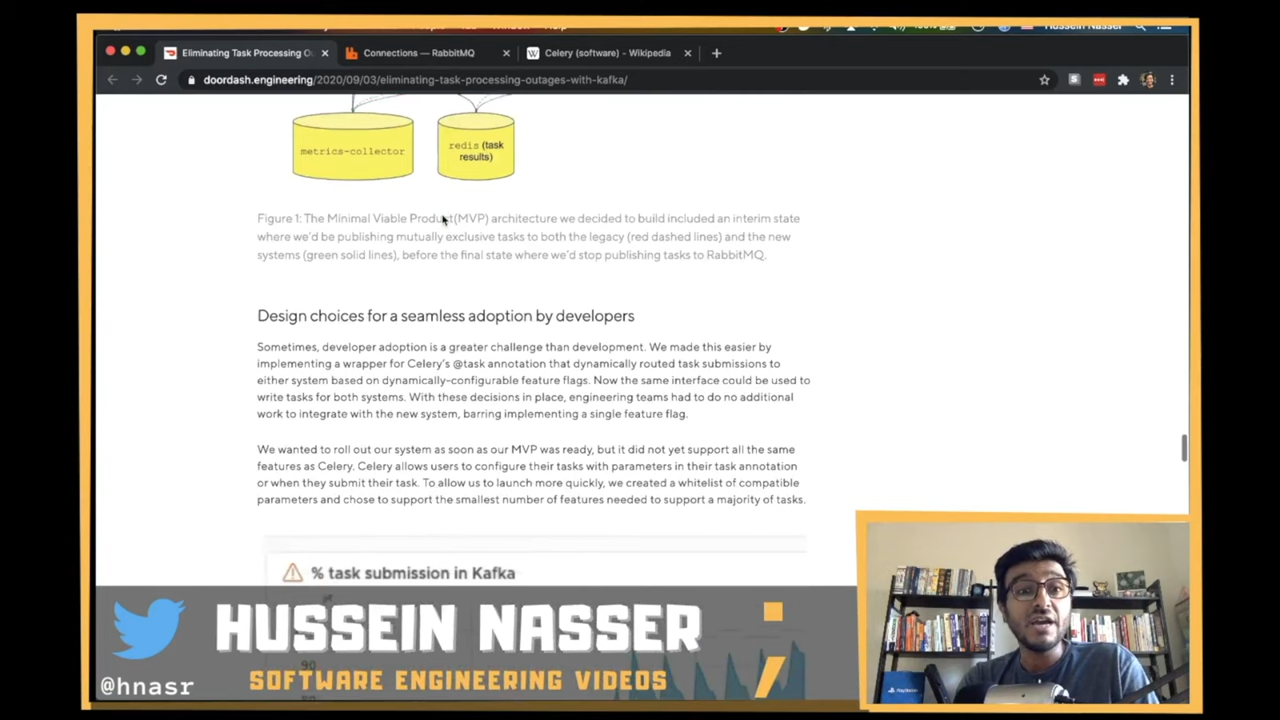 Hussein Nasser
Eliminating Task Processing O
Connections — RabbitMQ
Celery (software) - Wikipedia
doordash.engineering/2020/09/03/eliminating-task-processing-outages-with-kafka/
metrics-collector
redis (task
results)
Figure 1: The Minimal Viable Product(MVP) architecture we decided to build included an interim state
where we'd be publishing mutually exclusive tasks to both the legacy (red dashed lines) and the new
systems (green solid lines), before the final state where we'd stop publishing tasks to RabbitMQ.
Design choices for a seamless adoption by developers
Sometimes, developer adoption is a greater challenge than development. We made this easier by
implementing a wrapper for Celery's @task annotation that dynamically routed task submissions to
either system based on dynamically-configurable feature flags. Now the same interface could be used to
write tasks for both systems. With these decisions in place, engineering teams had to do no additional
work to integrate with the new system, barring implementing a single feature flag.
We wanted to roll out our system as soon as our MVP was ready, but it did not yet support all the same
features as Celery. Celery allows users to configure their tasks with parameters in their task annotation
or when they submit their task. To allow us to launch more quickly, we created a whitelist of compatible
parameters and chose to support the smallest number of features needed to support a majority of tasks.
% task submission in Kafka
90
HUSSEIN NASSER
SOFTWARE ENGINEERING VIDEOS
@hnasr
PlayStation